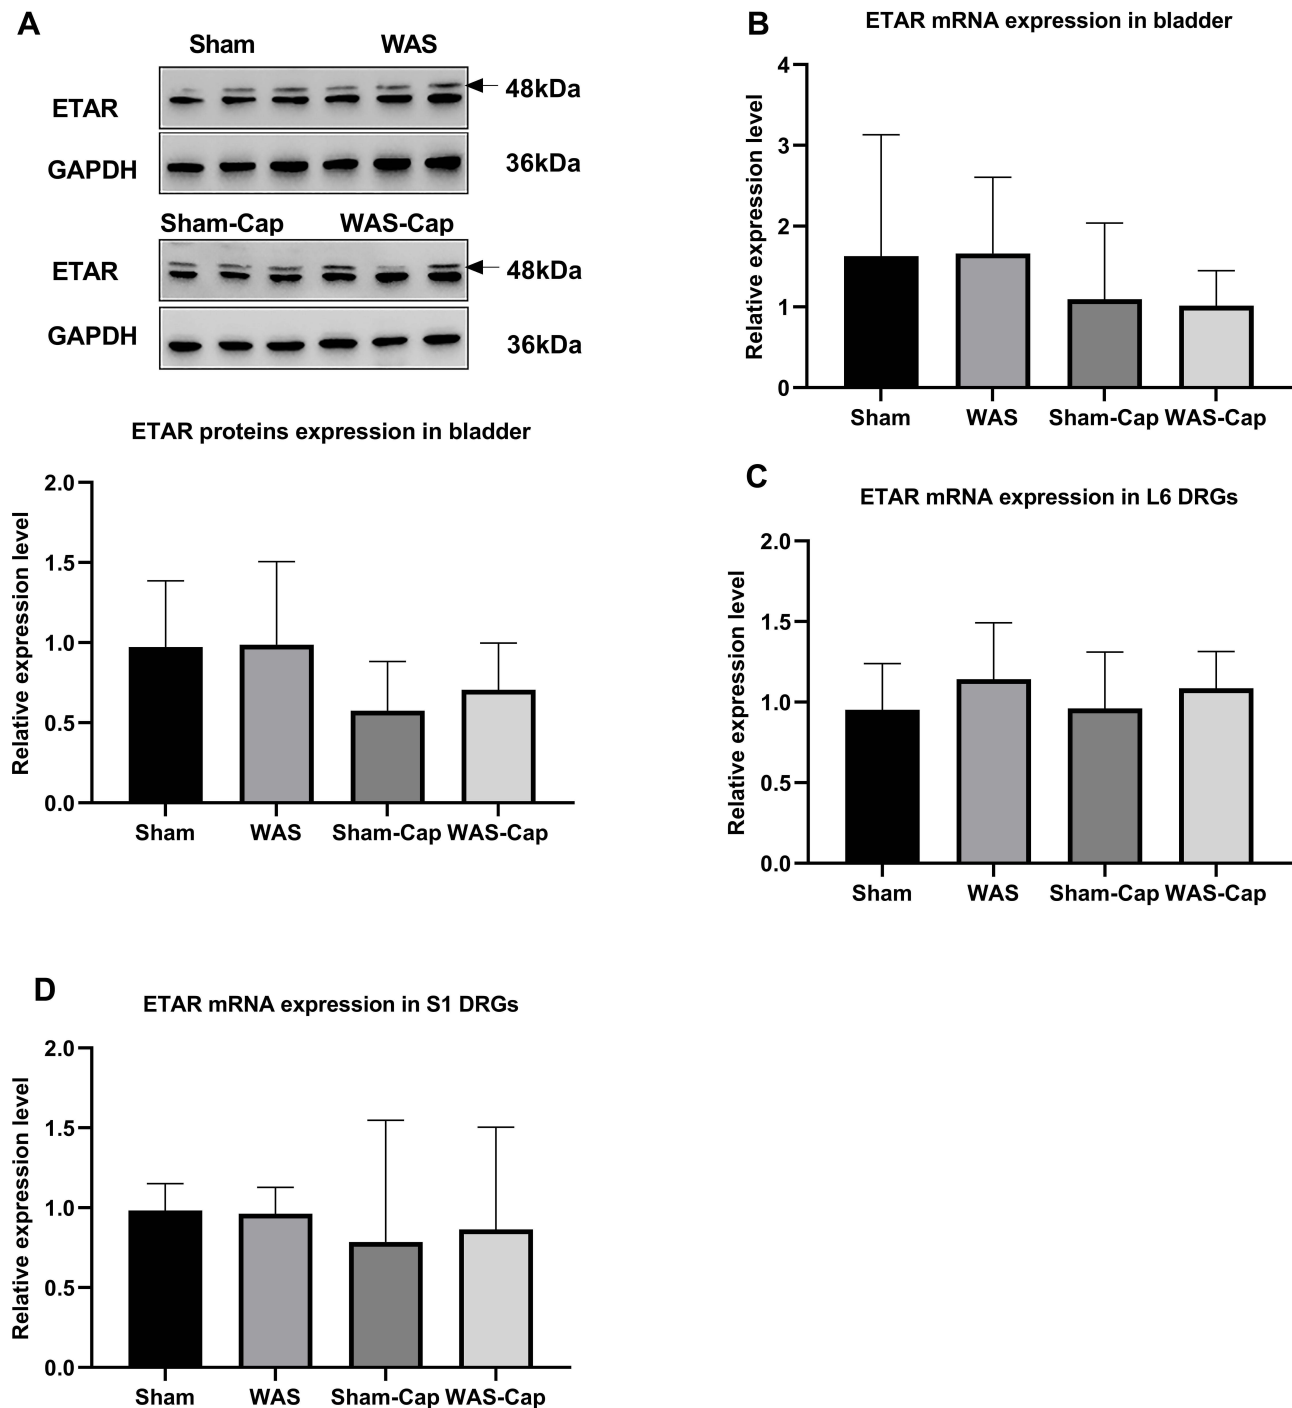 A
Sham WAS
ETAR 48kDa
GAPDH 36kDa
Sham-Cap WAS-Cap
ETAR 48kDa
GAPDH 36kDa
ETAR proteins expression in bladder
Relative expression level
2.0
1.5
1.0
0.5
0.0
Sham WAS Sham-Cap WAS-Cap
B
ETAR mRNA expression in bladder
Relative expression level
4
3
2
1
0
Sham WAS Sham-Cap WAS-Cap
C
ETAR mRNA expression in L6 DRGs
Relative expression level
2.0
1.5
1.0
0.5
0.0
Sham WAS Sham-Cap WAS-Cap
D
ETAR mRNA expression in S1 DRGs
Relative expression level
2.0
1.5
1.0
0.5
0.0
Sham WAS Sham-Cap WAS-Cap